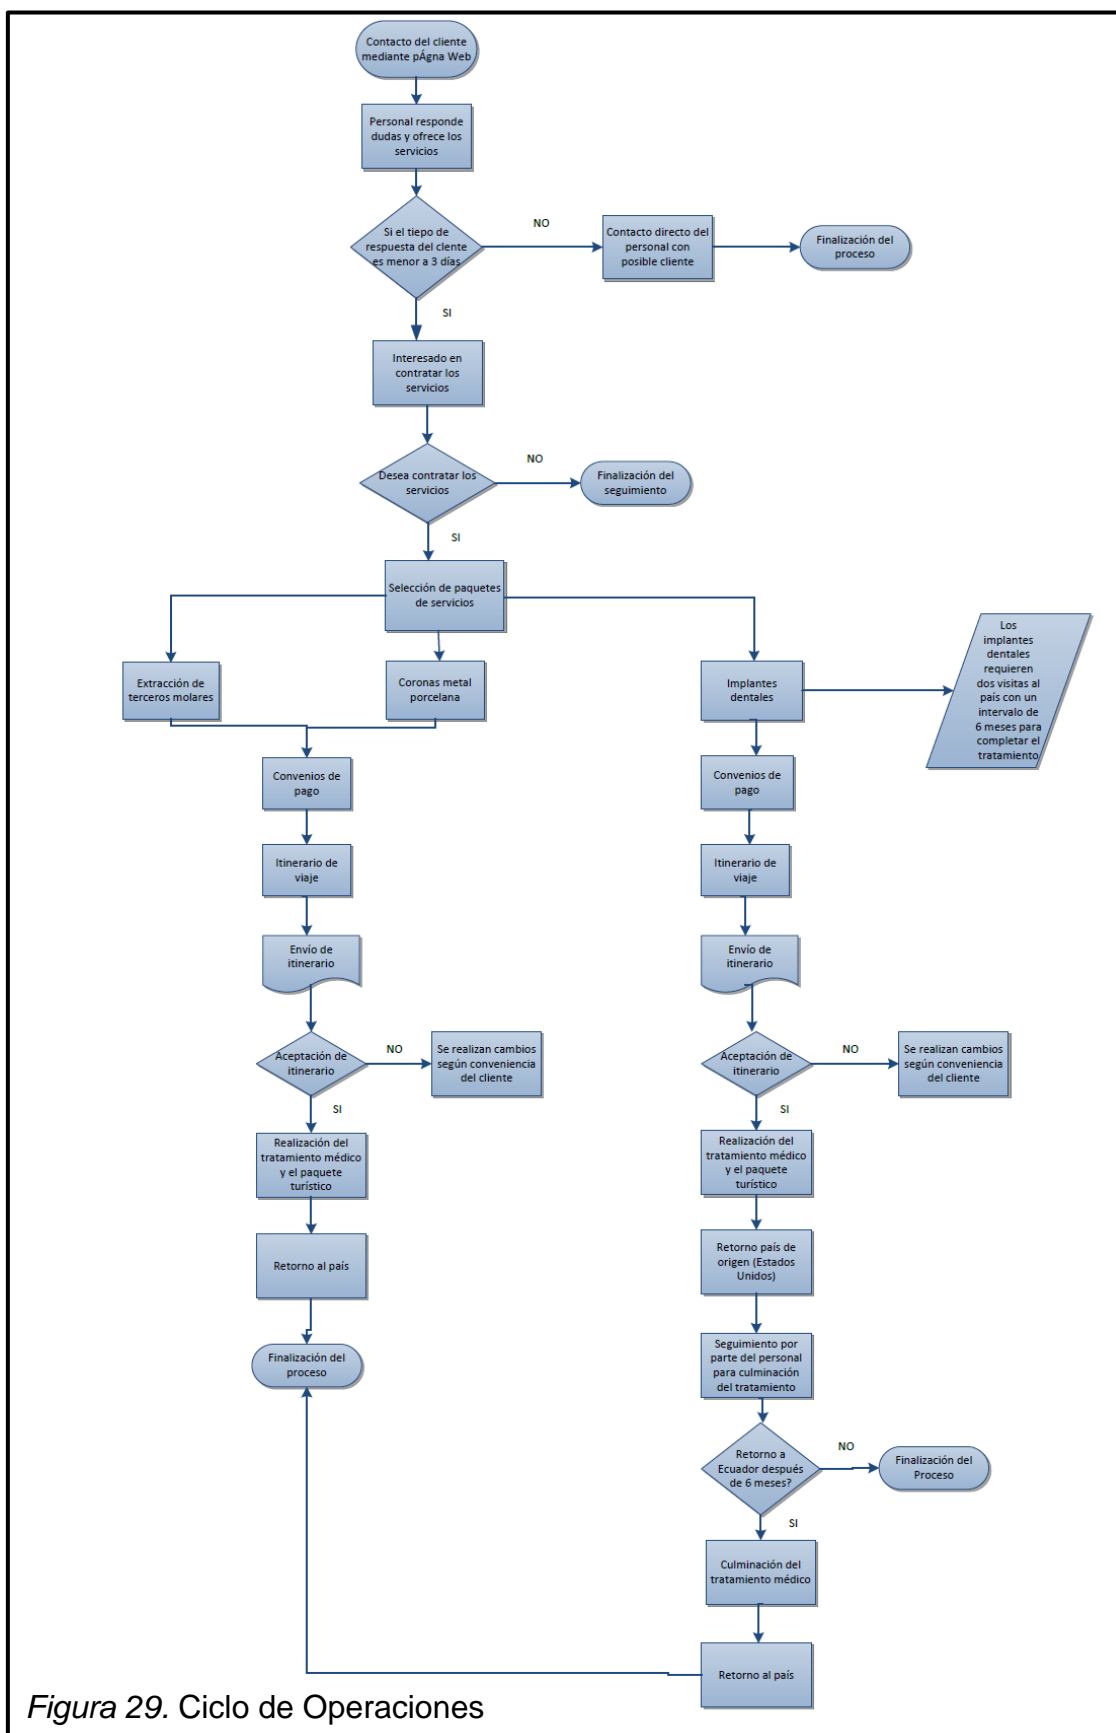 Contacto del cliente
mediante pÁgna Web
Personal responde
dudas y ofrece los
servicios
Si el tiepo de
respuesta del clente
es menor a 3 días
NO
Contacto directo del
personal con
posible cliente
Finalización del
proceso
SI
Interesado en
contratar los
servicios
Desea contratar los
servicios
NO
Finalización del
seguimiento
SI
Selección de paquetes
de servicios
Extracción de
terceros molares
Coronas metal
porcelana
Implantes
dentales
Los
implantes
dentales
requieren
dos visitas al
país con un
intervalo de
6 meses para
completar el
tratamiento
Convenios de
pago
Itinerario de
viaje
Envío de
itinerario
Aceptación de
itinerario
NO
Se realizan cambios
según conveniencia
del cliente
SI
Realización del
tratamiento médico
y el paquete
turístico
Retorno al país
Finalización del
proceso
Convenios de
pago
Itinerario de
viaje
Envío de
itinerario
Aceptación de
itinerario
NO
Se realizan cambios
según conveniencia
del cliente
SI
Realización del
tratamiento médico
y el paquete
turístico
Retorno país de
origen (Estados
Unidos)
Seguimiento por
parte del personal
para culminación
del tratamiento
Retorno a
Ecuador después
de 6 meses?
NO
Finalización del
Proceso
SI
Culminación del
tratamiento médico
Retorno al país
Figura 29. Ciclo de Operaciones